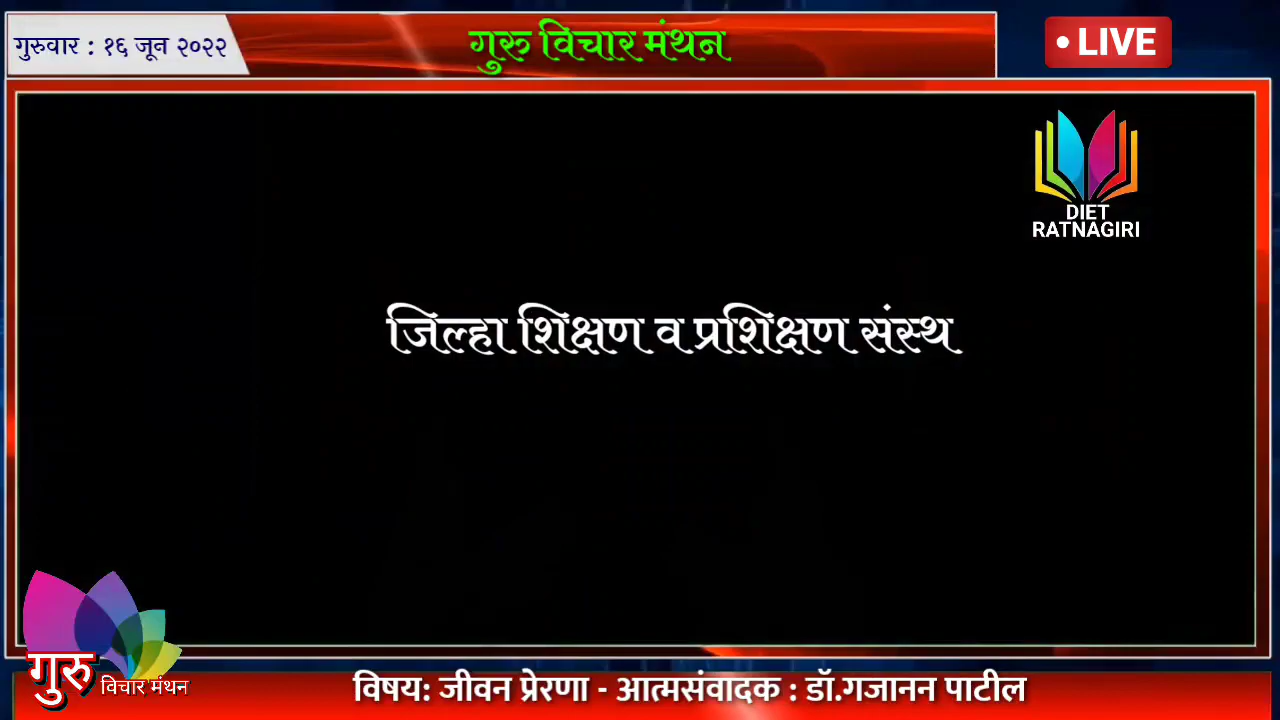 गुरुवार : १६ जून २०२२
गुरु विचार मंथन
• LIVE
DIET
RATNAGIRI
जिल्हा शिक्षण व प्रशिक्षण संस्थ
गुरु
विचार मंथन
विषय: जीवन प्रेरणा - आत्मसंवादक : डॉ.गजानन पाटील